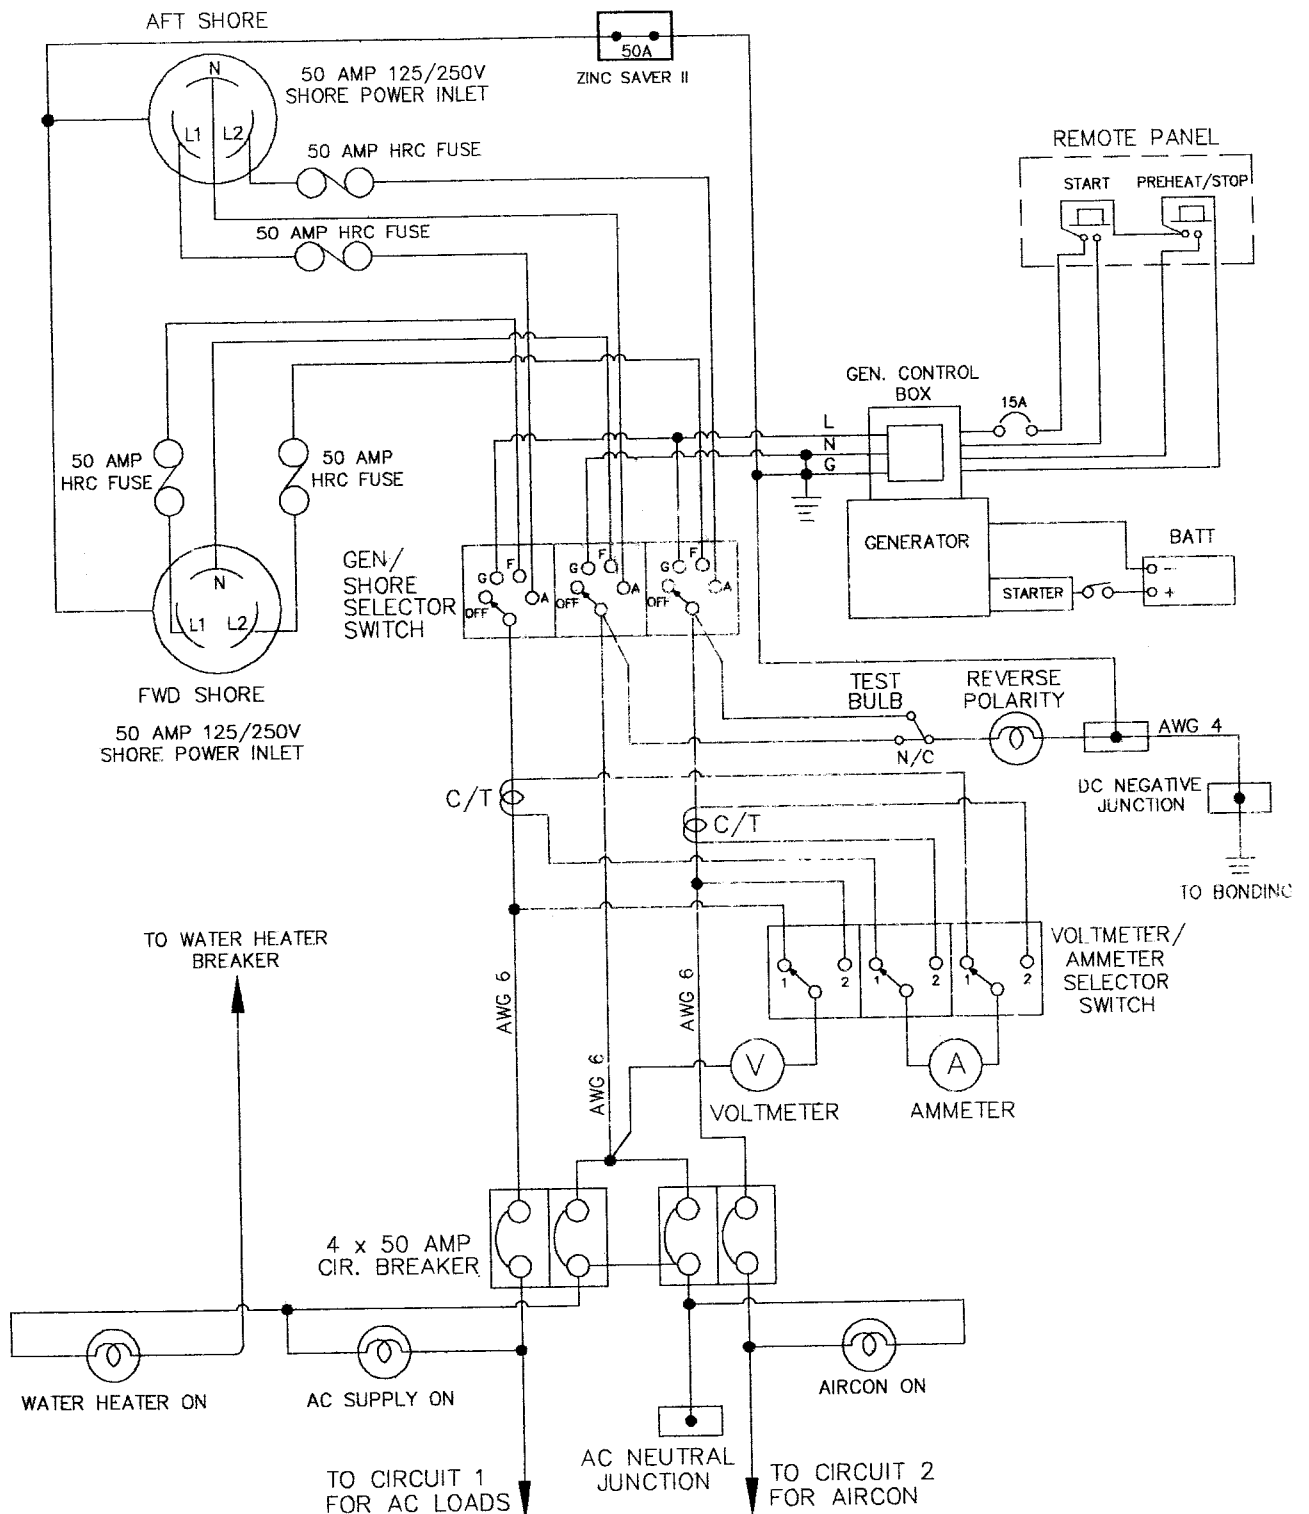 AFT SHORE
50A
ZINC SAVER II
N
L1
L2
50 AMP 125/250V
SHORE POWER INLET
50 AMP HRC FUSE
50 AMP HRC FUSE
REMOTE PANEL
START
PREHEAT/STOP
GEN. CONTROL
BOX
15A
L
N
G
50 AMP
HRC FUSE
50 AMP
HRC FUSE
GENERATOR
BATT
-
+
STARTER
GEN/
SHORE
SELECTOR
SWITCH
G
F
OFF
A
G
F
OFF
A
G
F
OFF
A
N
L1
L2
FWD SHORE
50 AMP 125/250V
SHORE POWER INLET
TEST
BULB
N/C
REVERSE
POLARITY
AWG 4
DC NEGATIVE
JUNCTION
TO BONDING
C/T
C/T
TO WATER HEATER
BREAKER
AWG 6
AWG 6
AWG 6
1
2
1
2
1
2
VOLTMETER/
AMMETER
SELECTOR
SWITCH
V
VOLTMETER
A
AMMETER
4 x 50 AMP
CIR. BREAKER
WATER HEATER ON
AC SUPPLY ON
AIRCON ON
AC NEUTRAL
JUNCTION
TO CIRCUIT 1
FOR AC LOADS
TO CIRCUIT 2
FOR AIRCON